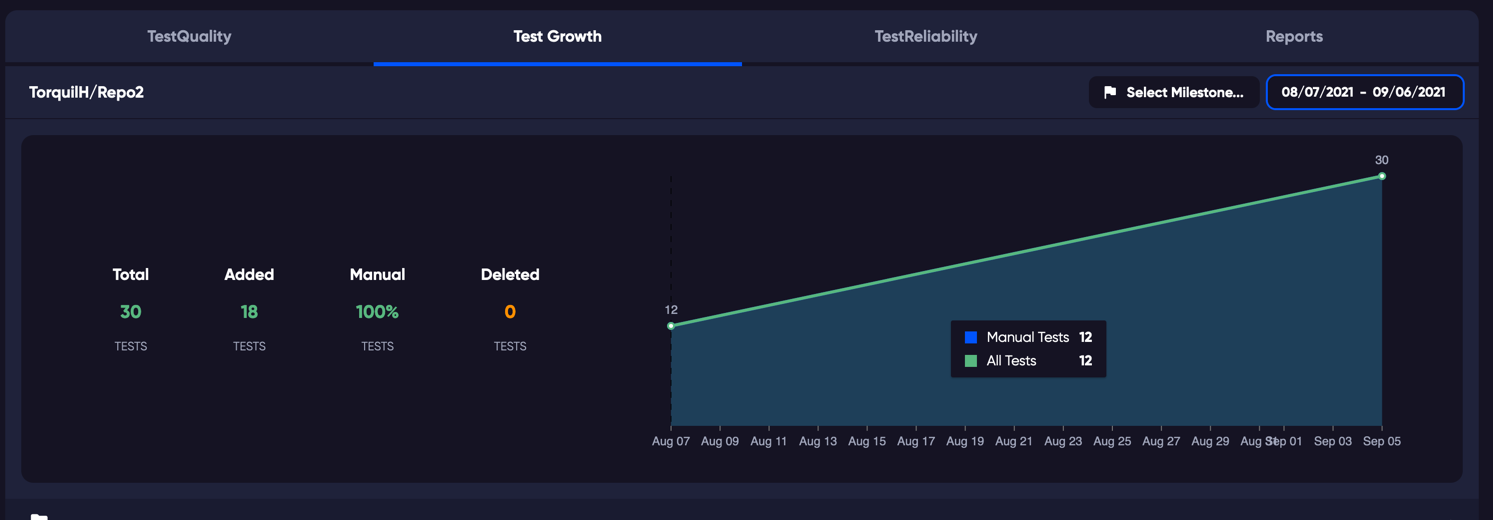 TestQuality Test Growth TestReliability Reports
TorquilH/Repo2 Select Milestone... 08/07/2021 - 09/06/2021
30
Total Added Manual Deleted
30 18 100% 0
TESTS TESTS TESTS TESTS
12
Manual Tests 12
All Tests 12
Aug 07 Aug 09 Aug 11 Aug 13 Aug 15 Aug 17 Aug 19 Aug 21 Aug 23 Aug 25 Aug 27 Aug 29 Aug 31 Sep 01 Sep 03 Sep 05